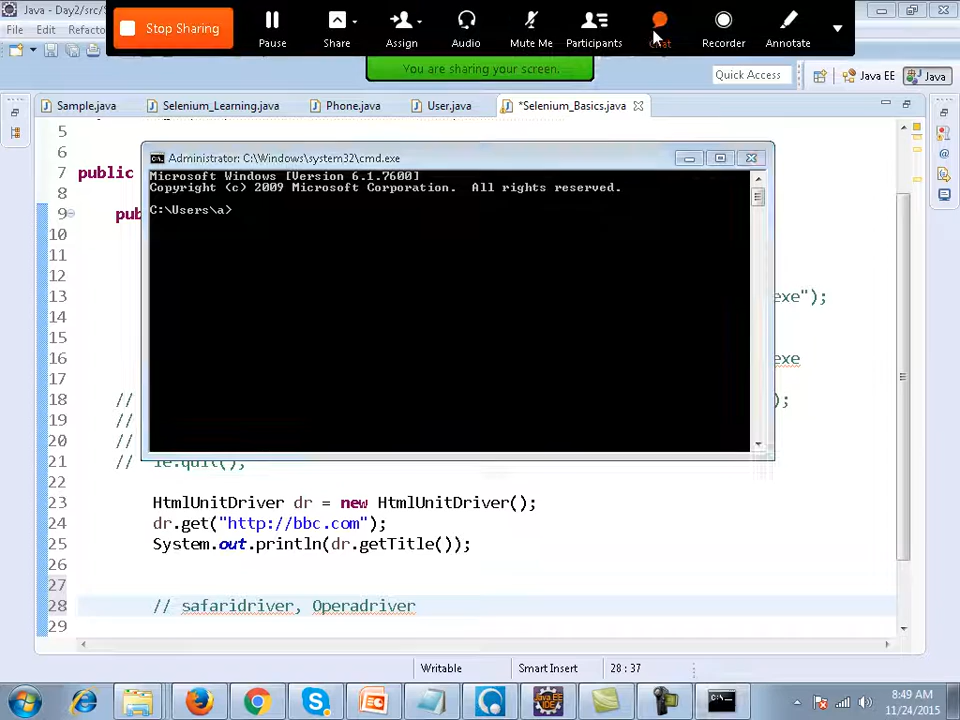 Java - Day2/src/S
Stop Sharing
Pause
Share
Assign
Audio
Mute Me
Participants
Chat
Recorder
Annotate
File Edit Refacto
You are sharing your screen.
Quick Access
Java EE
Java
Sample.java
Selenium_Learning.java
Phone.java
User.java
*Selenium_Basics.java
5
6
7 public
8
9 pub
10
11
12
13 exe");
14
15
16 exe
17
18 // );
19 //
20 //
21 // ie.quit();
22
23 HtmlUnitDriver dr = new HtmlUnitDriver();
24 dr.get("http://bbc.com");
25 System.out.println(dr.getTitle());
26
27
28 // safaridriver, Operadriver
29
Administrator: C:\Windows\system32\cmd.exe
Microsoft Windows [Version 6.1.7600]
Copyright (c) 2009 Microsoft Corporation. All rights reserved.
C:\Users\a>
Writable
Smart Insert
28 : 37
Java EE
IDE
8:49 AM
11/24/2015